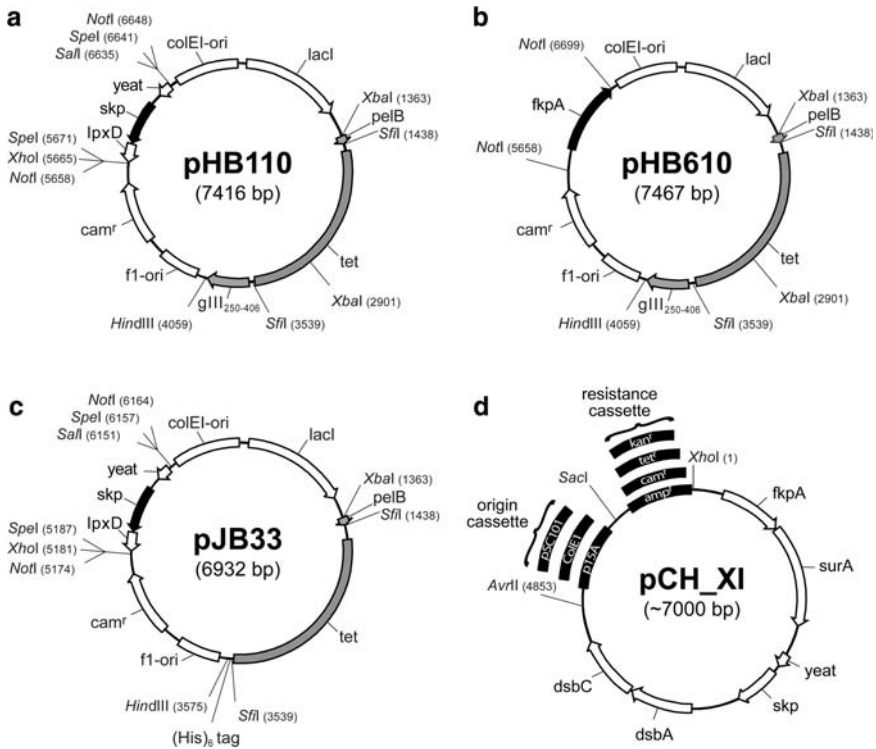 a
NotI (6648)
SpeI (6641)
SalI (6635)
colEI-ori
lacI
yeat
skp
lpxD
SpeI (5671)
XhoI (5665)
NotI (5658)
XbaI (1363)
pelB
SfiI (1438)
pHB110
(7416 bp)
camʳ
f1-ori
HindIII (4059)
gIII250-406
SfiI (3539)
XbaI (2901)
tet
b
NotI (6699)
colEI-ori
lacI
fkpA
NotI (5658)
XbaI (1363)
pelB
SfiI (1438)
pHB610
(7467 bp)
camʳ
f1-ori
HindIII (4059)
gIII250-406
SfiI (3539)
XbaI (2901)
tet
c
NotI (6164)
SpeI (6157)
SalI (6151)
colEI-ori
lacI
yeat
skp
lpxD
SpeI (5187)
XhoI (5181)
NotI (5174)
XbaI (1363)
pelB
SfiI (1438)
pJB33
(6932 bp)
camʳ
f1-ori
HindIII (3575)
(His)6 tag
SfiI (3539)
tet
d
resistance
cassette
kanʳ
tetʳ
camʳ
ampʳ
XhoI (1)
SacI
origin
cassette
pSC101
ColE1
p15A
AvrII (4853)
fkpA
surA
pCH_XI
(~7000 bp)
yeat
skp
dsbA
dsbC